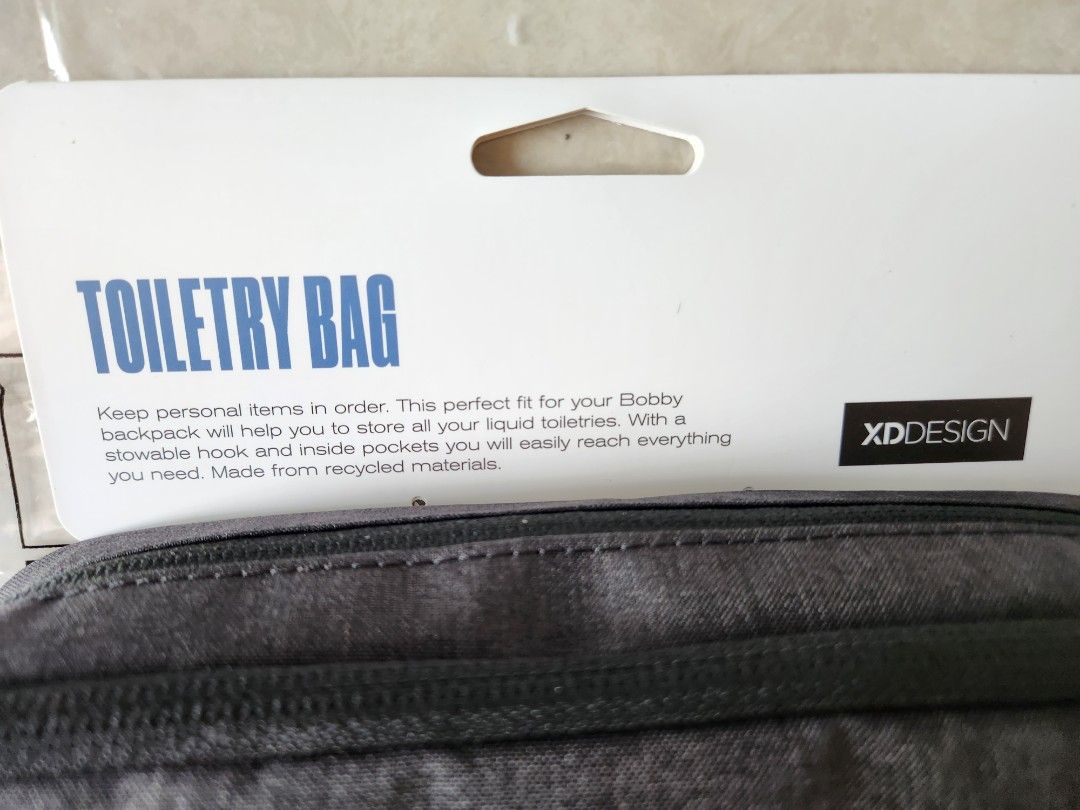 TOILETRY BAG
Keep personal items in order. This perfect fit for your Bobby
backpack will help you to store all your liquid toiletries. With a
stowable hook and inside pockets you will easily reach everything
you need. Made from recycled materials.
XDDESIGN